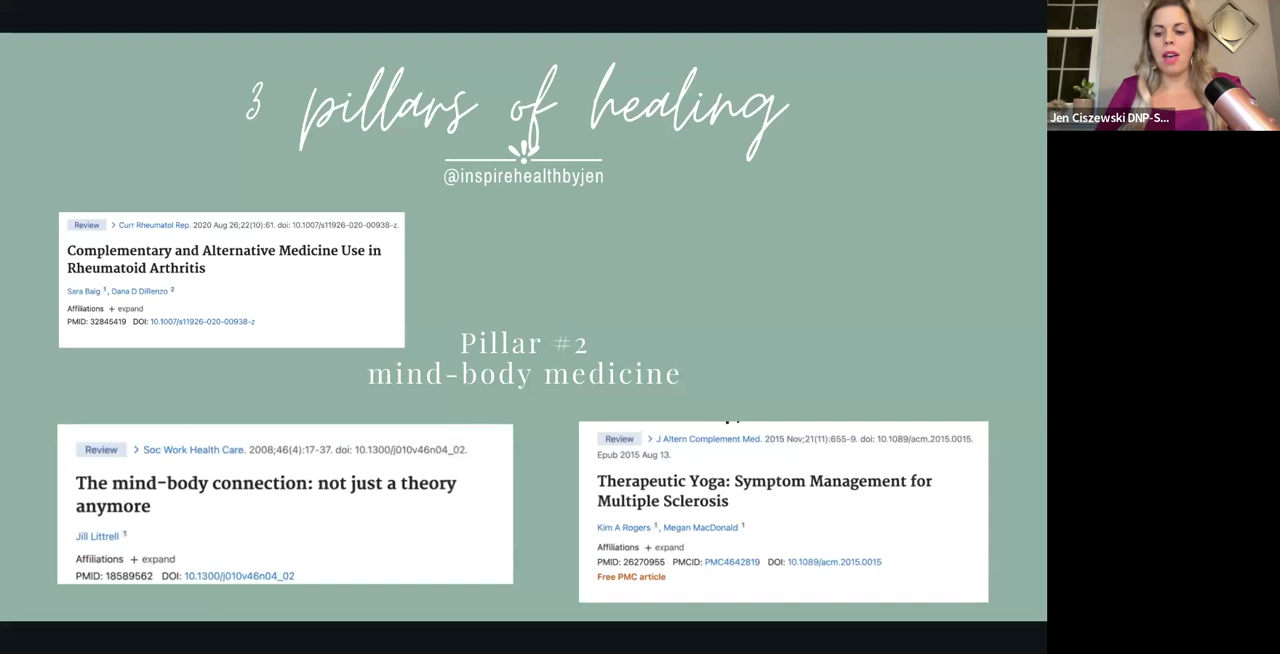 3 pillars of healing
@inspirehealthbyjen
Review > Curr Rheumatol Rep. 2020 Aug 26;22(10):61. doi: 10.1007/s11926-020-00938-z.
Complementary and Alternative Medicine Use in
Rheumatoid Arthritis
Sara Baig 1, Dana D DiRenzo 2
Affiliations + expand
PMID: 32845419 DOI: 10.1007/s11926-020-00938-z
Pillar #2
mind-body medicine
Review > Soc Work Health Care. 2008;46(4):17-37. doi: 10.1300/j010v46n04_02.
The mind-body connection: not just a theory
anymore
Jill Littrell 1
Affiliations + expand
PMID: 18589562 DOI: 10.1300/j010v46n04_02
Review > J Altern Complement Med. 2015 Nov;21(11):655-9. doi: 10.1089/acm.2015.0015.
Epub 2015 Aug 13.
Therapeutic Yoga: Symptom Management for
Multiple Sclerosis
Kim A Rogers 1, Megan MacDonald 1
Affiliations + expand
PMID: 26270955 PMCID: PMC4642819 DOI: 10.1089/acm.2015.0015
Free PMC article
Jen Ciszewski DNP-S...